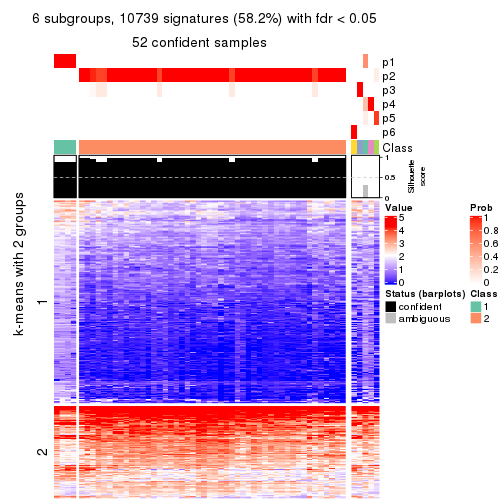 6 subgroups, 10739 signatures (58.2%) with fdr < 0.05
52 confident samples
p1
p2
p3
p4
p5
p6
Class
1
0.5
0
Silhouette
score
k-means with 2 groups
1
2
Value
5
4
3
2
1
0
Prob
1
0.8
0.6
0.4
0.2
0
Status (barplots)
confident
ambiguous
Class
1
2